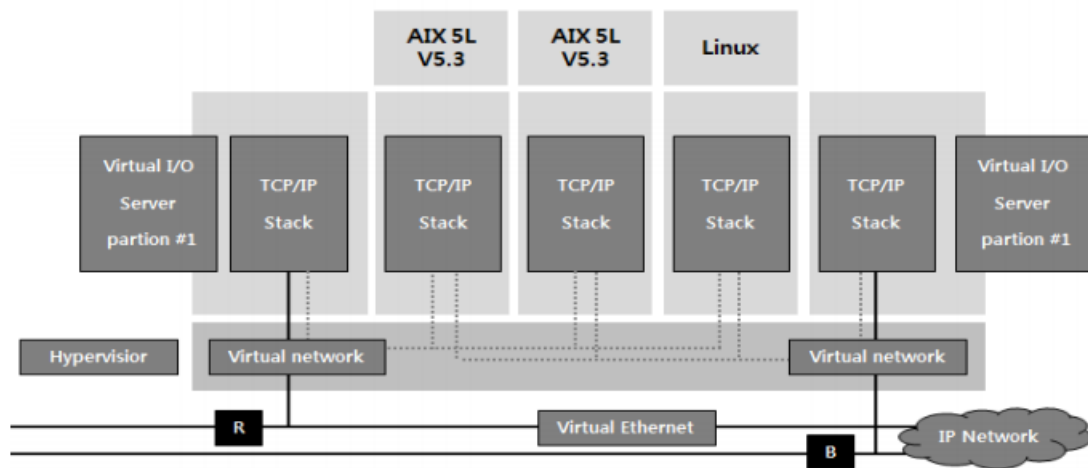 AIX 5L
V5.3
AIX 5L
V5.3
Linux
Virtual I/O
Server
partion #1
TCP/IP
Stack
TCP/IP
Stack
TCP/IP
Stack
TCP/IP
Stack
TCP/IP
Stack
Virtual I/O
Server
partion #1
Hypervisior
Virtual network
Virtual network
R
Virtual Ethernet
IP Network
B